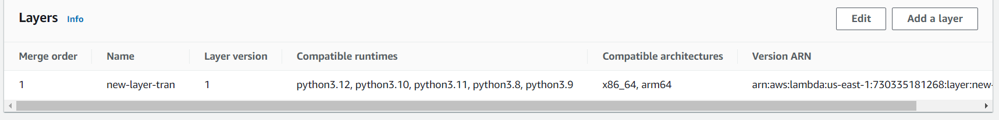 Layers Info Edit Add a layer
Merge order Name Layer version Compatible runtimes Compatible architectures Version ARN
1 new-layer-tran 1 python3.12, python3.10, python3.11, python3.8, python3.9 x86_64, arm64 arn:aws:lambda:us-east-1:730335181268:layer:new-